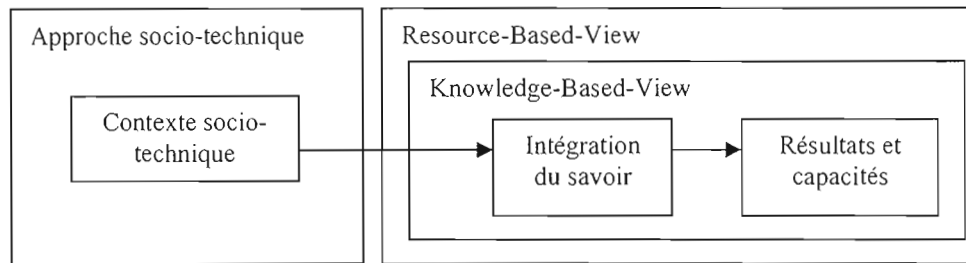 Approche socio-technique
Contexte socio-
technique
Resource-Based-View
Knowledge-Based-View
Intégration
du savoir
Résultats et
capacités